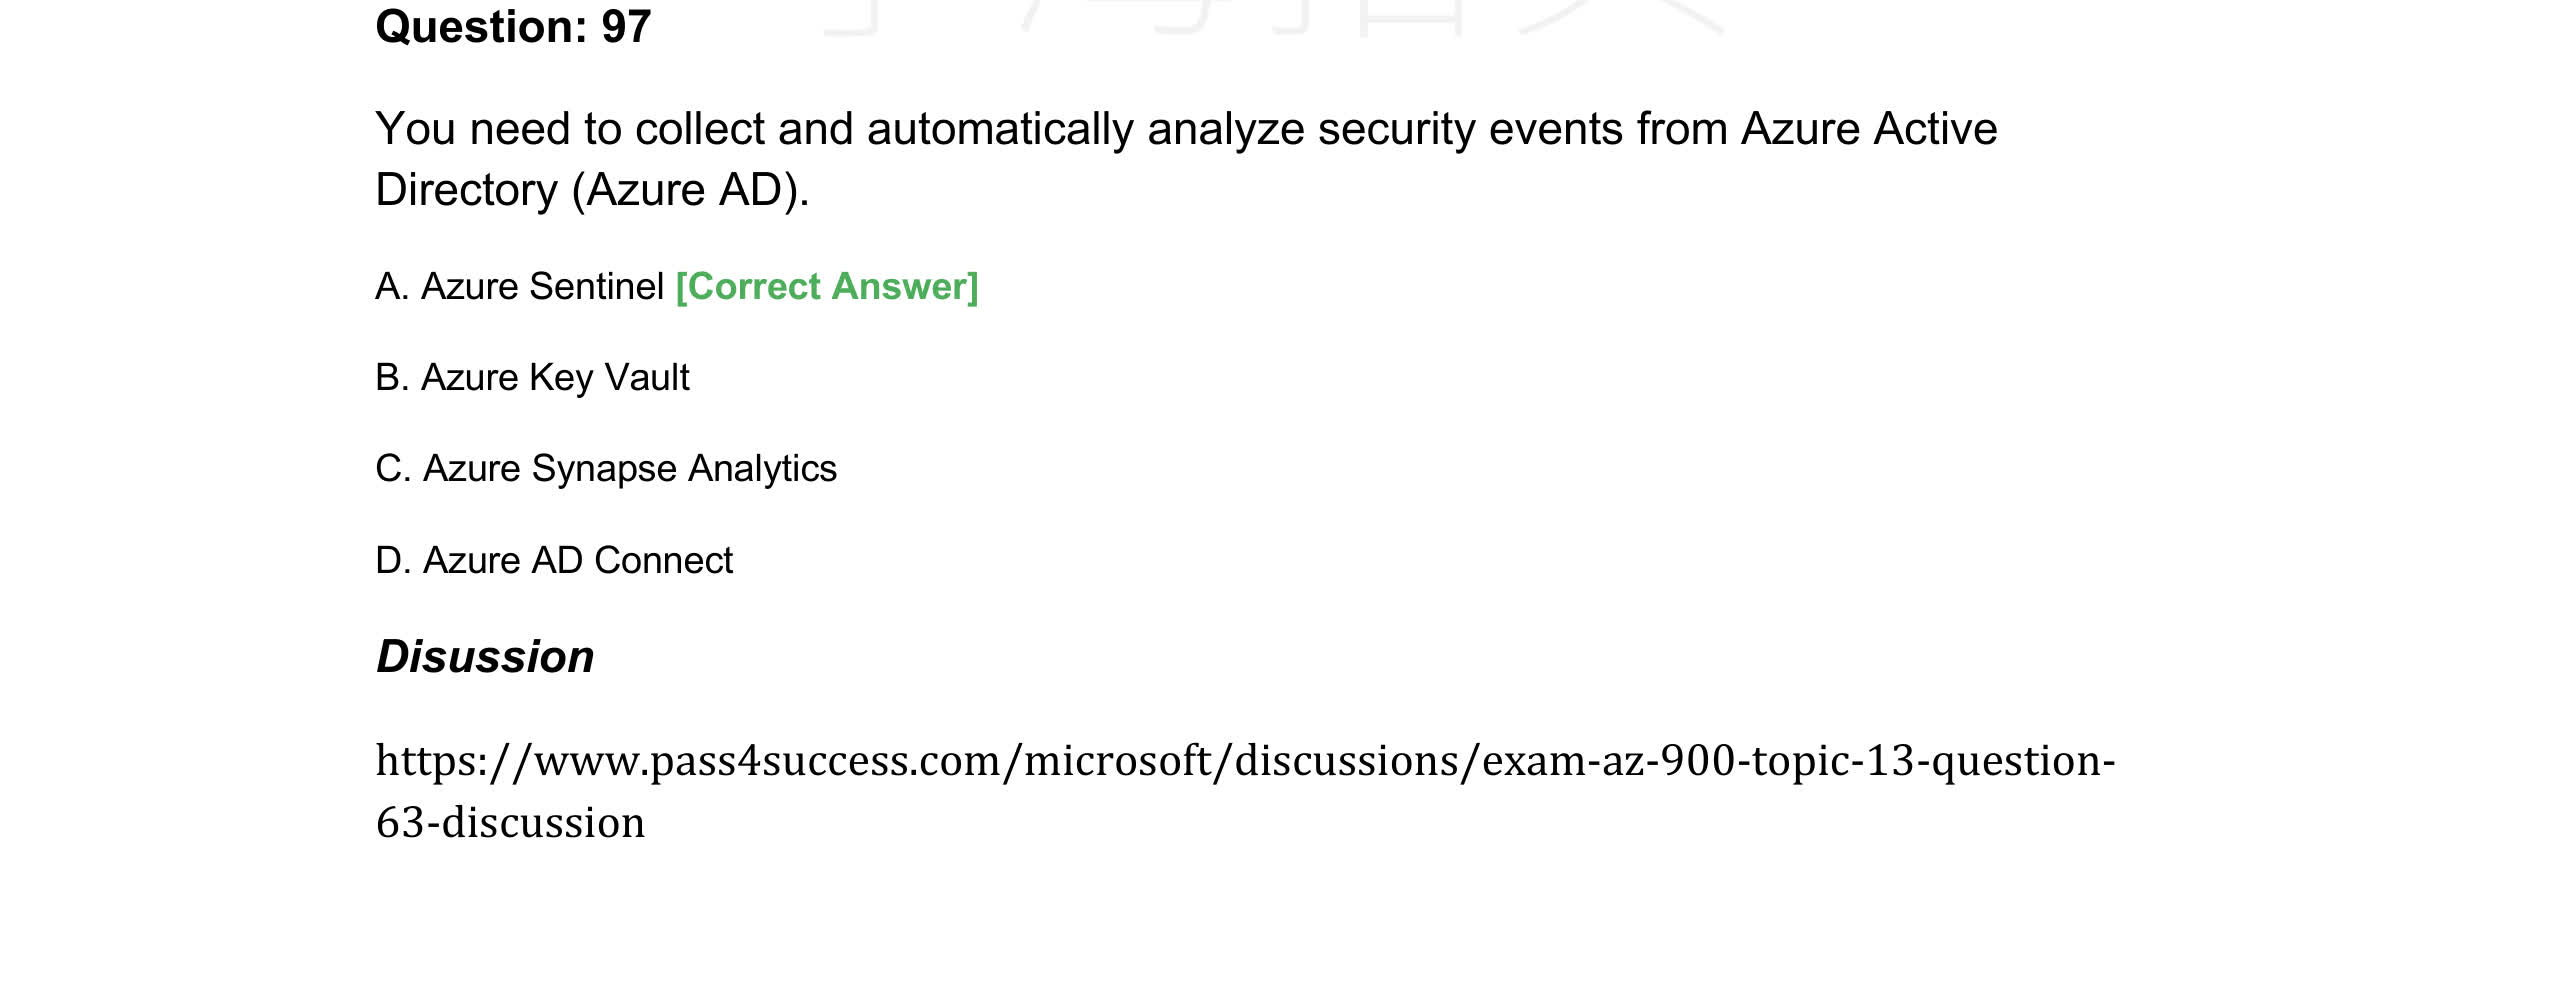 Question: 97
You need to collect and automatically analyze security events from Azure Active
Directory (Azure AD).
A. Azure Sentinel [Correct Answer]
B. Azure Key Vault
C. Azure Synapse Analytics
D. Azure AD Connect
Disussion
https://www.pass4success.com/microsoft/discussions/exam-az-900-topic-13-question-
63-discussion